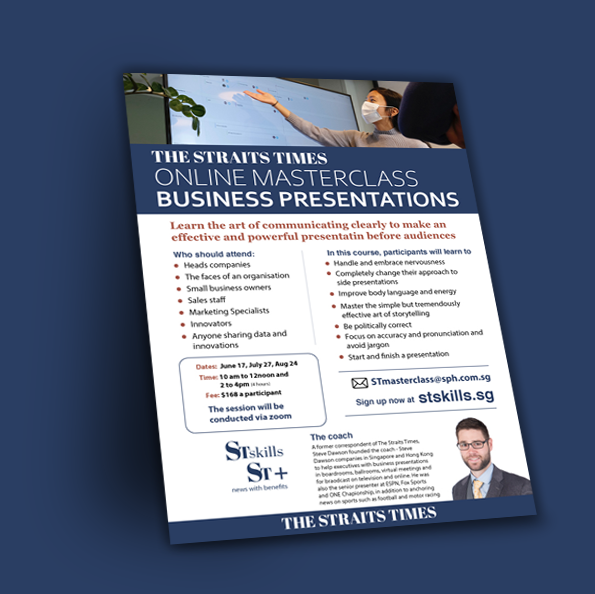 THE STRAITS TIMES
ONLINE MASTERCLASS
BUSINESS PRESENTATIONS
Learn the art of communicating clearly to make an
effective and powerful presentatin before audiences
Who should attend:
Heads companies
The faces of an organisation
Small business owners
Sales staff
Marketing Specialists
Innovators
Anyone sharing data and
innovations
In this course, participants will learn to
Handle and embrace nervousness
Completely change their approach to
side presentations
Improve body language and energy
Master the simple but tremendously
effective art of storytelling
Be politically correct
Focus on accuracy and pronunciation and
avoid jargon
Start and finish a presentation
Dates: June 17, July 27, Aug 24
Time: 10 am to 12noon and
2 to 4pm (4 hours)
Fee: $168 a participant
The session will be
conducted via zoom
STmasterclass@sph.com.sg
Sign up now at stskills.sg
STskills
ST+
news with benefits
The coach
A former correspondent of The Straits Times,
Steve Dawson founded the coach - Steve
Dawson companies in Singapore and Hong Kong
to help executives with business presentations
in boardrooms, ballrooms, virtual meetings and
for braodcast on television and online. He was
also the senior presenter at ESPN, Fox Sports
and ONE Chapionship, in addition to anchoring
news on sports such as football and motor racing
THE STRAITS TIMES